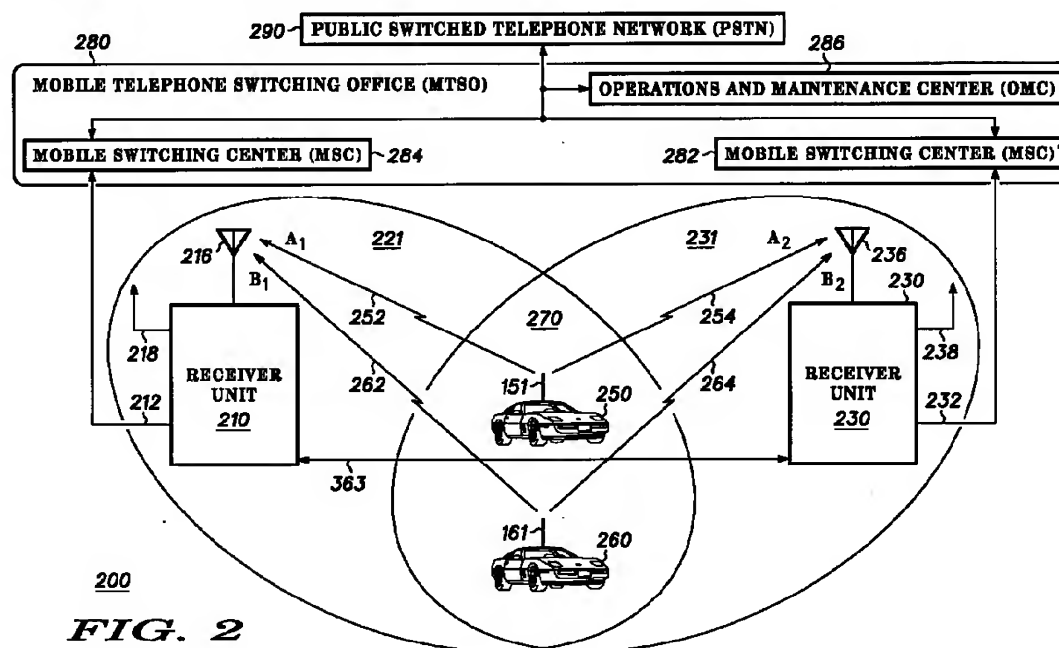 290 PUBLIC SWITCHED TELEPHONE NETWORK (PSTN)
280
286
MOBILE TELEPHONE SWITCHING OFFICE (MTSO)
OPERATIONS AND MAINTENANCE CENTER (OMC)
MOBILE SWITCHING CENTER (MSC) 284
282 MOBILE SWITCHING CENTER (MSC)
216 A1 221 231 A2 236
B1 B2 230
252 270 254
218 262 151 250 264 238
RECEIVER UNIT 210
212
RECEIVER UNIT 230
232
363
161 260
200
FIG. 2